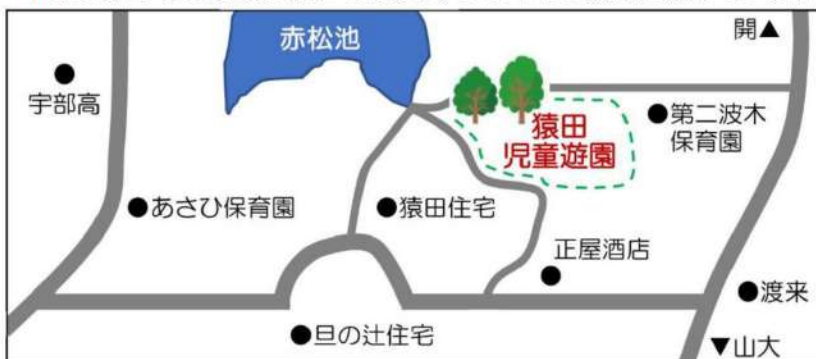 赤松池
開▲
●
宇部高
猿田
児童遊園
●第二波木
保育園
●あさひ保育園
●猿田住宅
正屋酒店
●
●渡来
●旦の辻住宅
▼山大